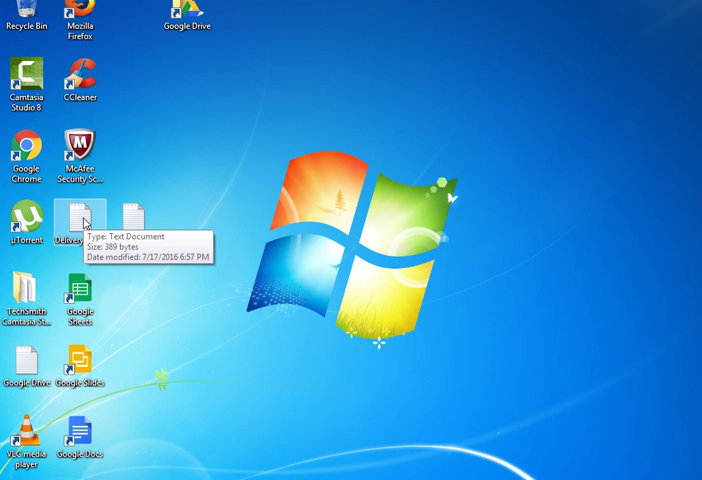 Recycle Bin
Mozilla
Firefox
Google Drive
Camtasia
Studio 8
CCleaner
Google
Chrome
McAfee
Security Sc...
µTorrent
Delivery
Type: Text Document
Size: 389 bytes
Date modified: 7/17/2016 6:57 PM
TechSmith
Camtasia St...
Google
Sheets
Google Drive
Google Slides
VLC media
player
Google Docs